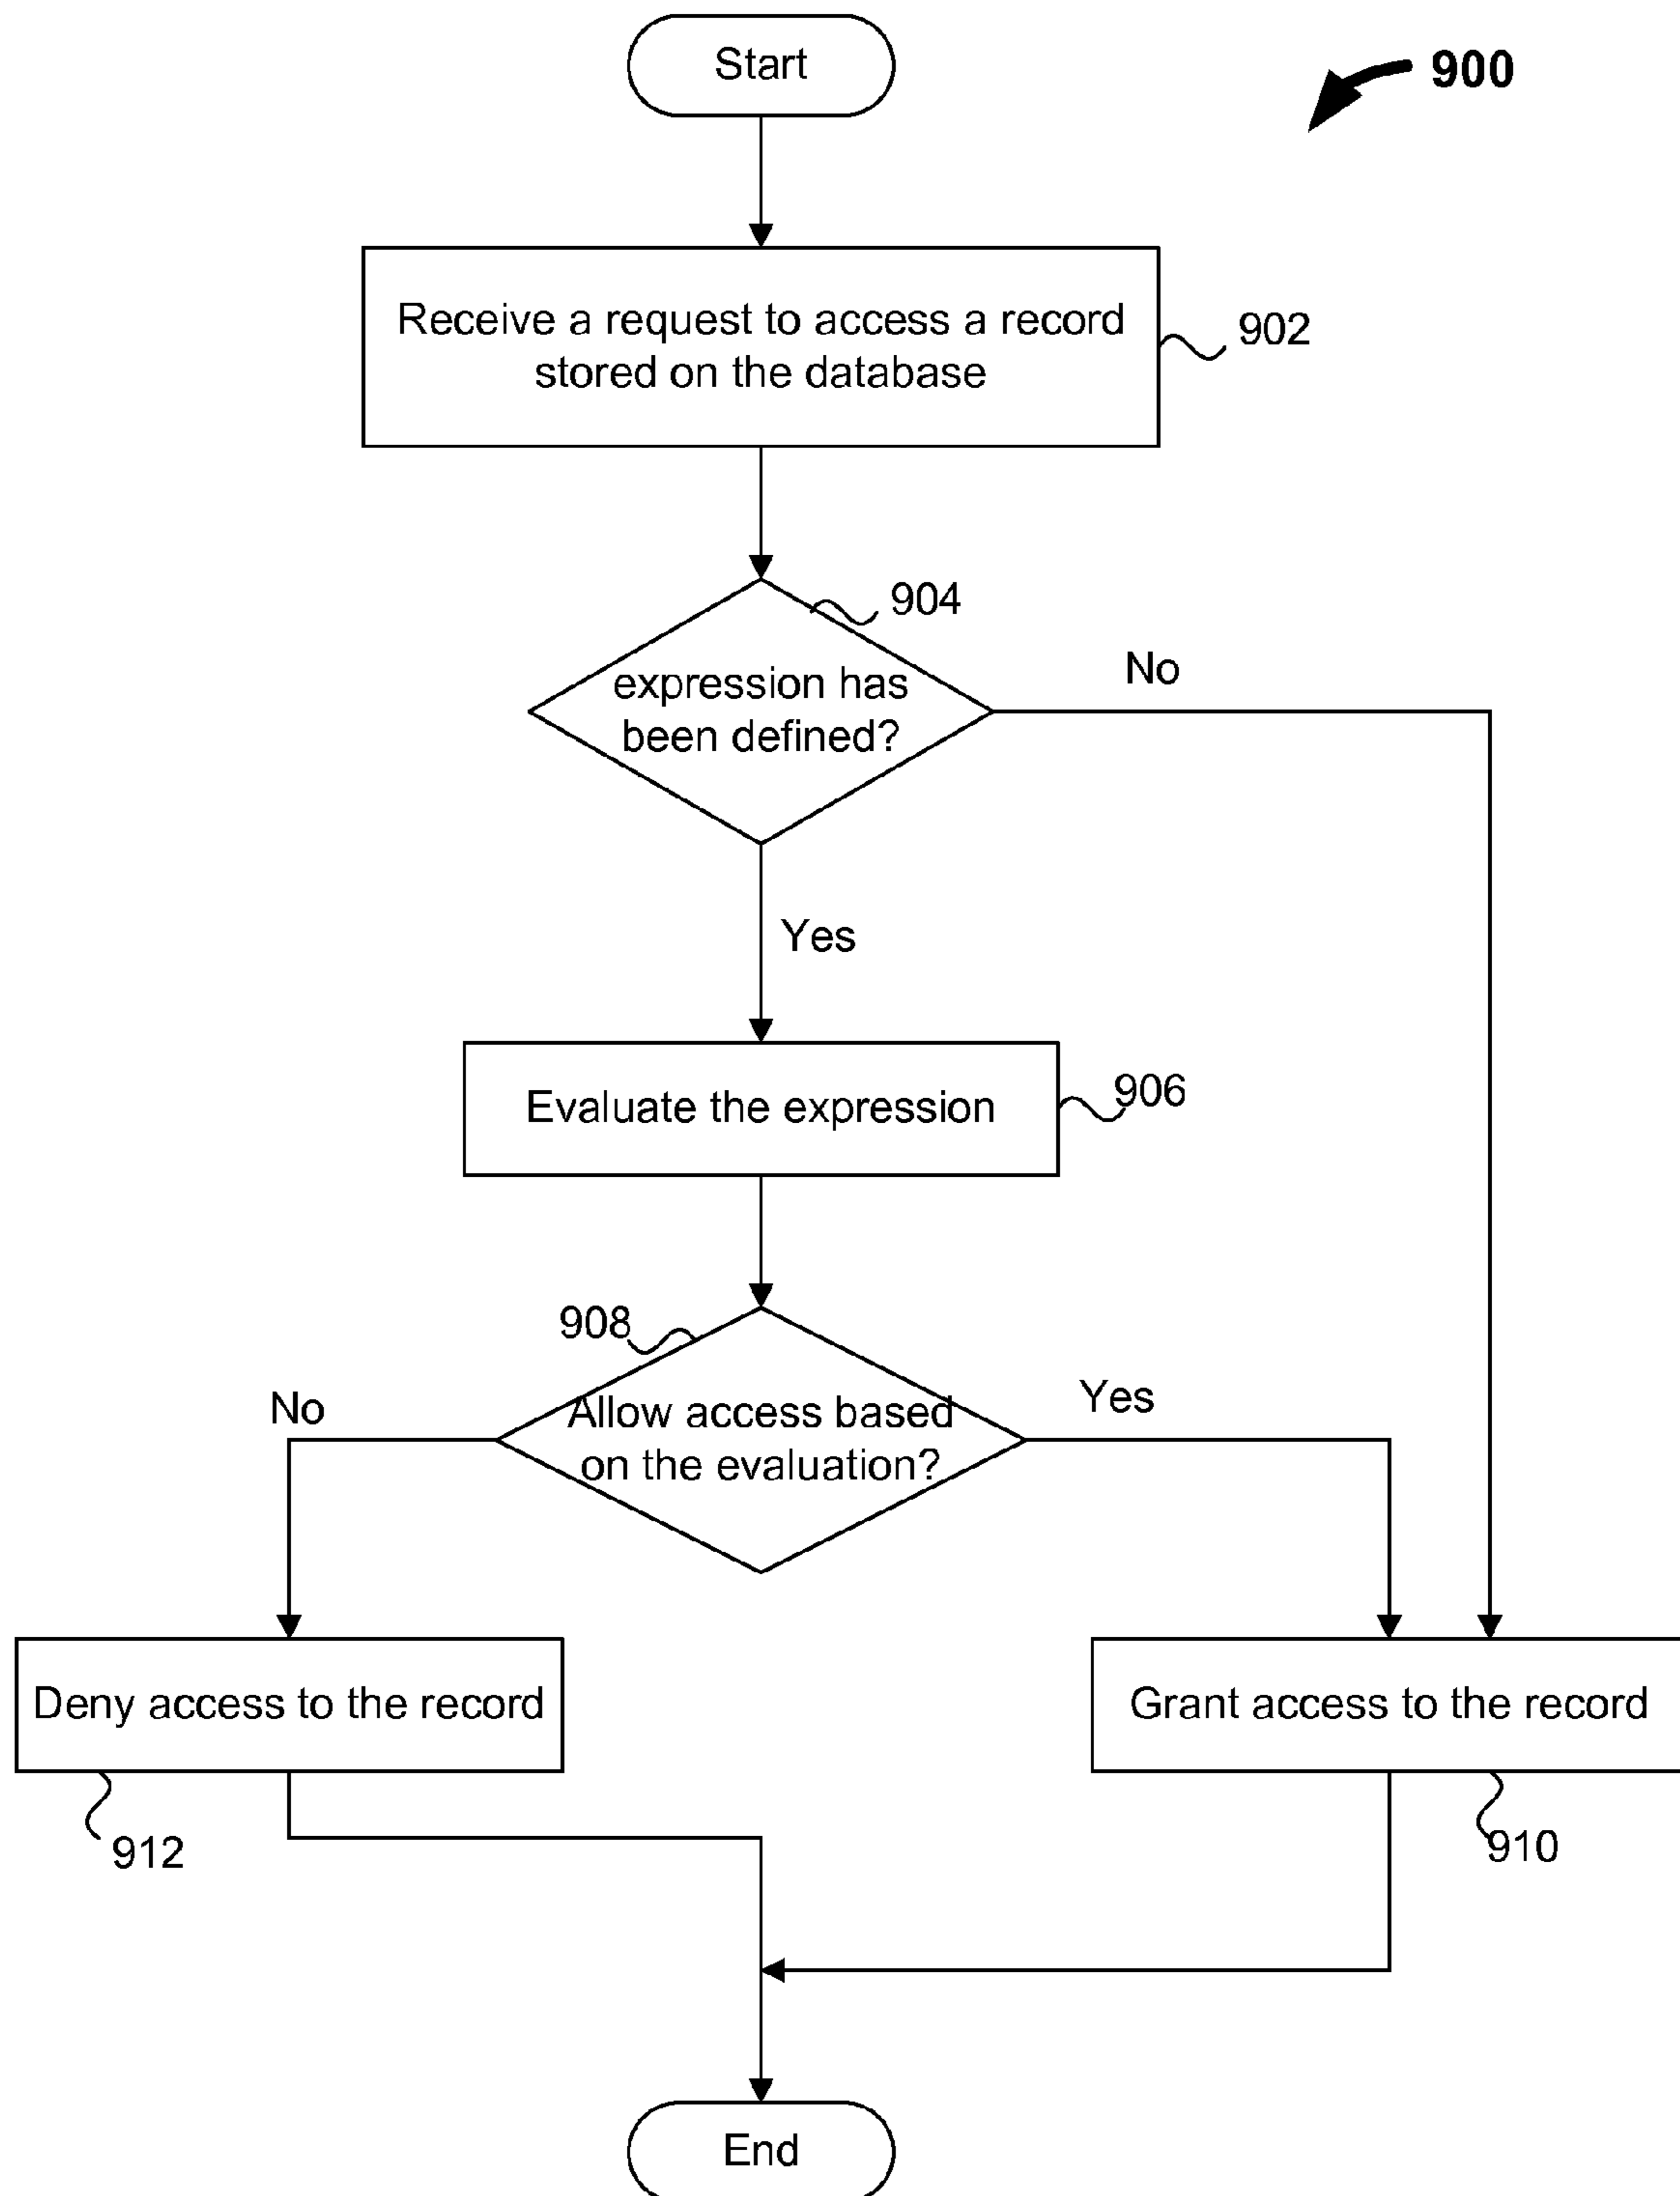 Start
900
Receive a request to access a record
stored on the database
902
904
expression has
been defined?
No
Yes
Evaluate the expression
906
908
No
Allow access based
on the evaluation?
Yes
Deny access to the record
Grant access to the record
912
910
End